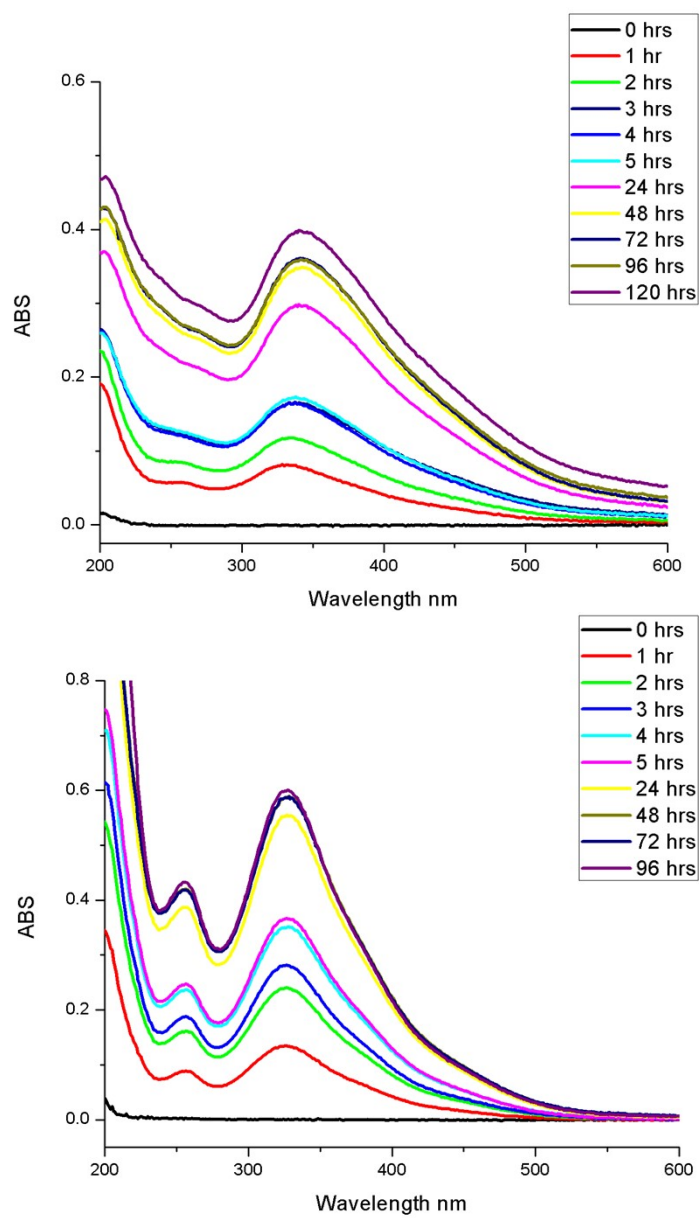 0 hrs
1 hr
2 hrs
3 hrs
4 hrs
5 hrs
24 hrs
48 hrs
72 hrs
96 hrs
120 hrs
0.6
0.4
0.2
0.0
ABS
200
300
400
500
600
Wavelength nm
0 hrs
1 hr
2 hrs
3 hrs
4 hrs
5 hrs
24 hrs
48 hrs
72 hrs
96 hrs
0.8
0.6
0.4
0.2
0.0
ABS
200
300
400
500
600
Wavelength nm